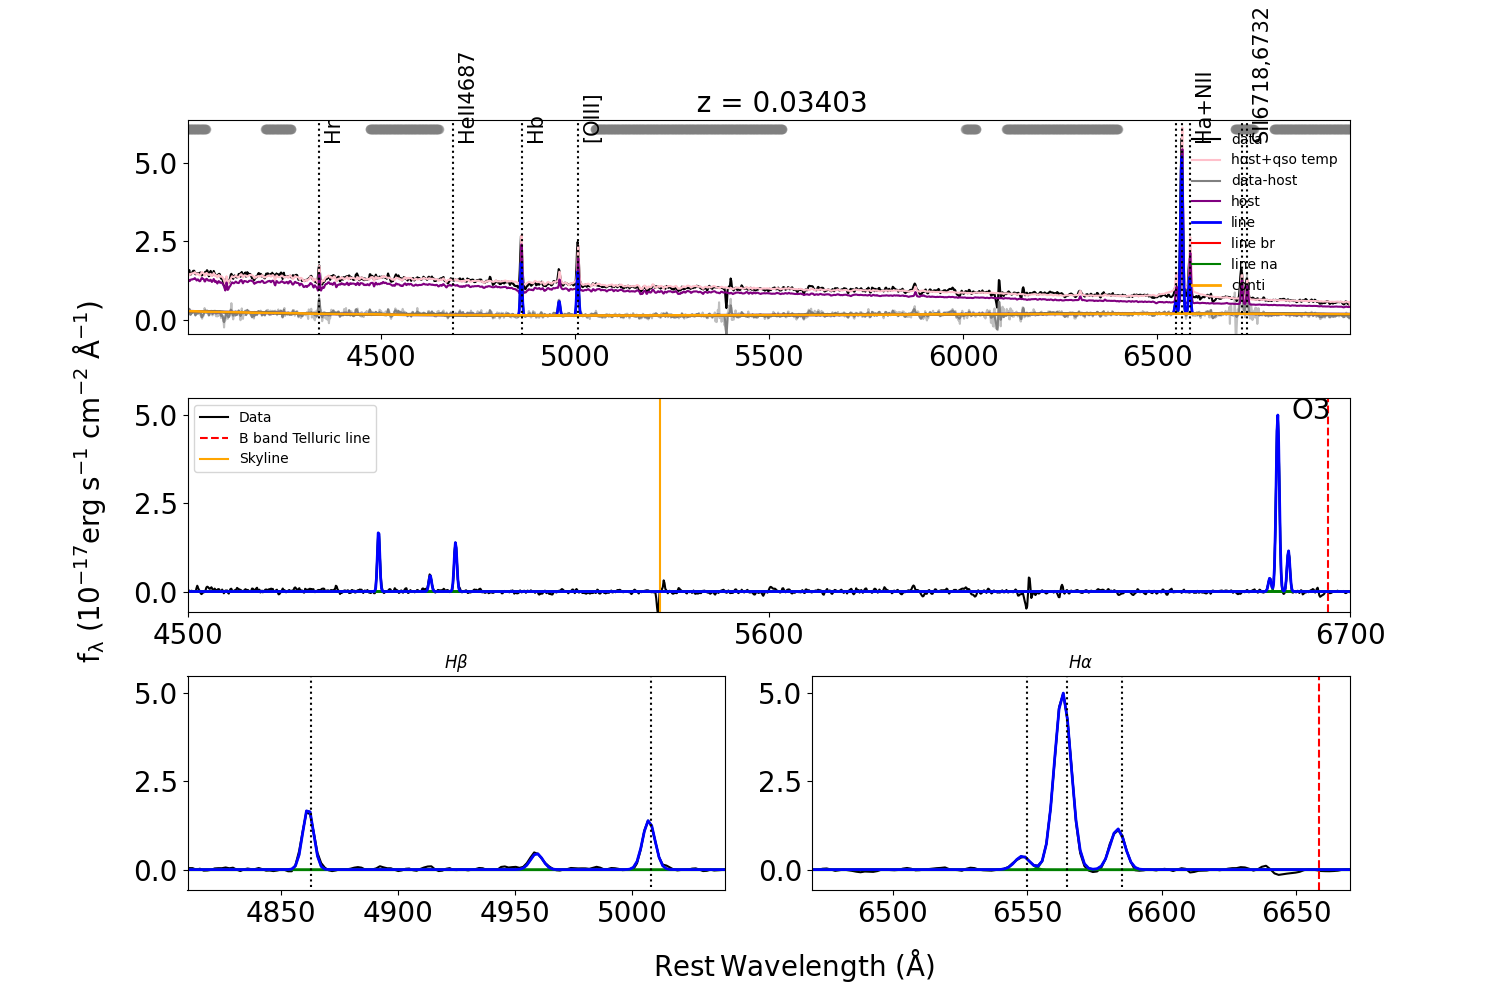 SII6718,6732
HeII4687
Ha+NII
z = 0.03403
Hr
Hb
[OIII]
5.0
2.5
0.0
data
host+qso temp
data-host
host
line
line br
line na
conti
4500 5000 5500 6000 6500
fλ (10−17erg s−1 cm−2 Å−1)
5.0
2.5
0.0
Data
B band Telluric line
Skyline
O3
4500 5600 6700
Hβ
5.0
2.5
0.0
4850 4900 4950 5000
Hα
5.0
2.5
0.0
6500 6550 6600 6650
Rest Wavelength (Å)